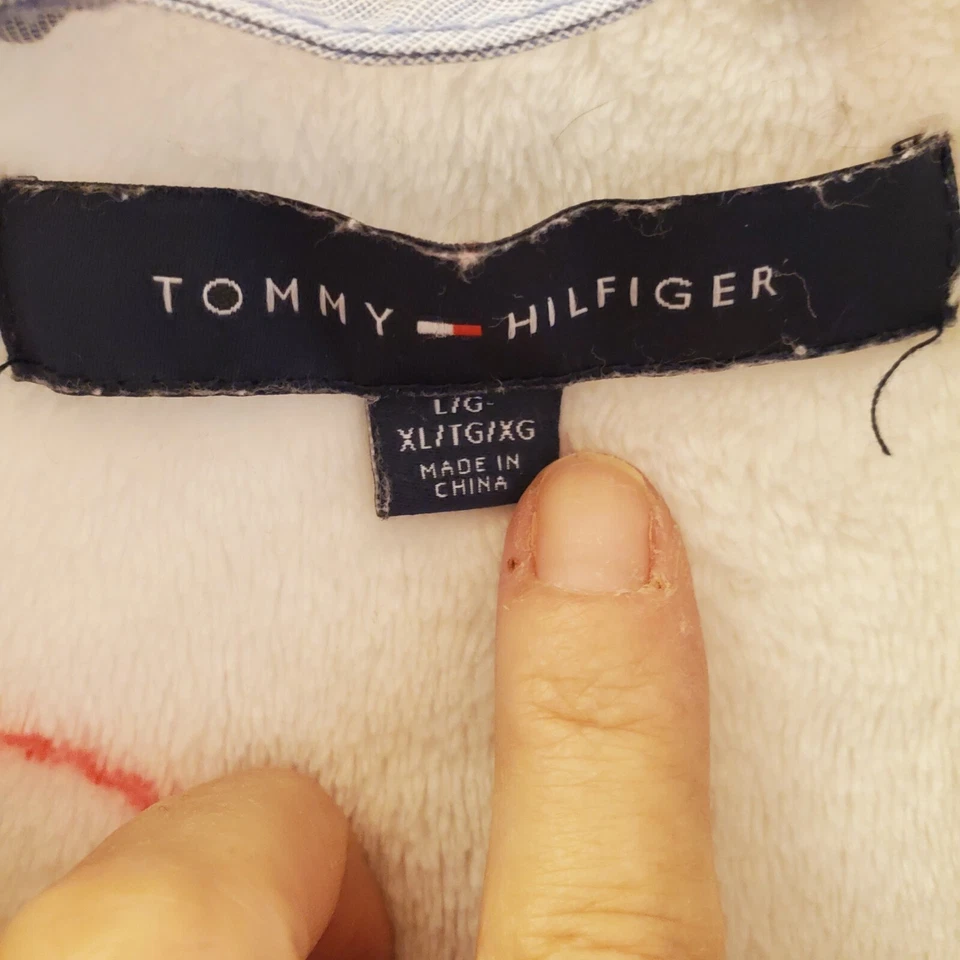 TOMMY HILFIGER
L/G-
XL/TG/XG
MADE IN
CHINA